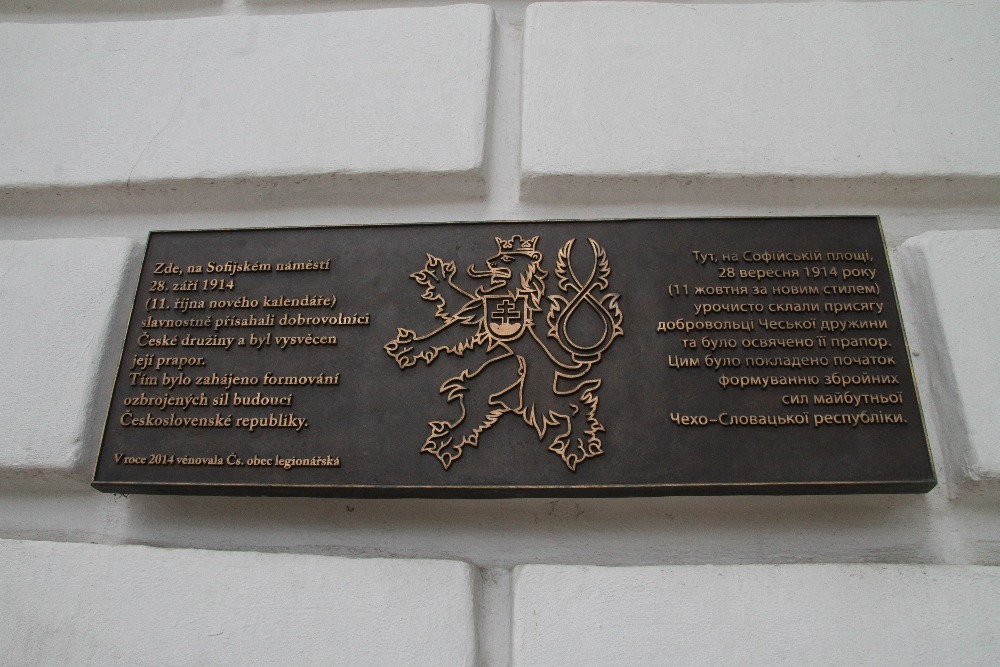 Zde, na Sofijském náměstí
28. září 1914
(11. října nového kalendáře)
slavnostně přísahali dobrovolníci
České družiny a byl vysvěcen
její prapor.
Tím bylo zahájeno formování
ozbrojených sil budoucí
Československé republiky.
V roce 2014 věnovala Čs. obec legionářská
Тут, на Софійській площі,
28 вересня 1914 року
(11 жовтня за новим стилем)
урочисто склали присягу
добровольці Чеської дружини
та було освячено її прапор.
Цим було покладено початок
формуванню збройних
сил майбутньої
Чехо-Словацької республіки.